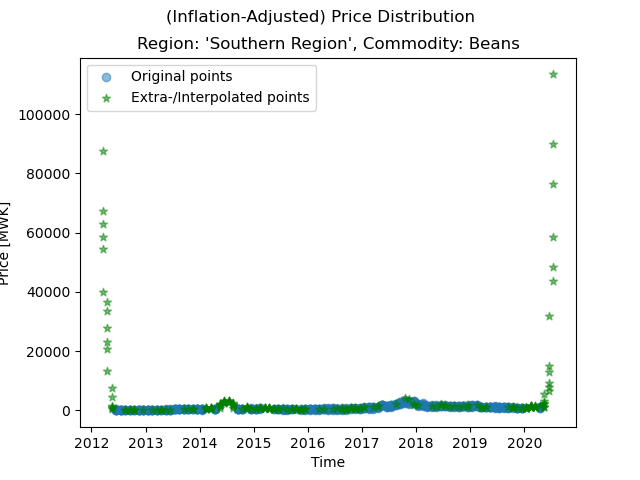 (Inflation-Adjusted) Price Distribution
Region: 'Southern Region', Commodity: Beans
Original points
Extra-/Interpolated points
100000
80000
60000
40000
20000
0
Price [MWK]
2012 2013 2014 2015 2016 2017 2018 2019 2020
Time